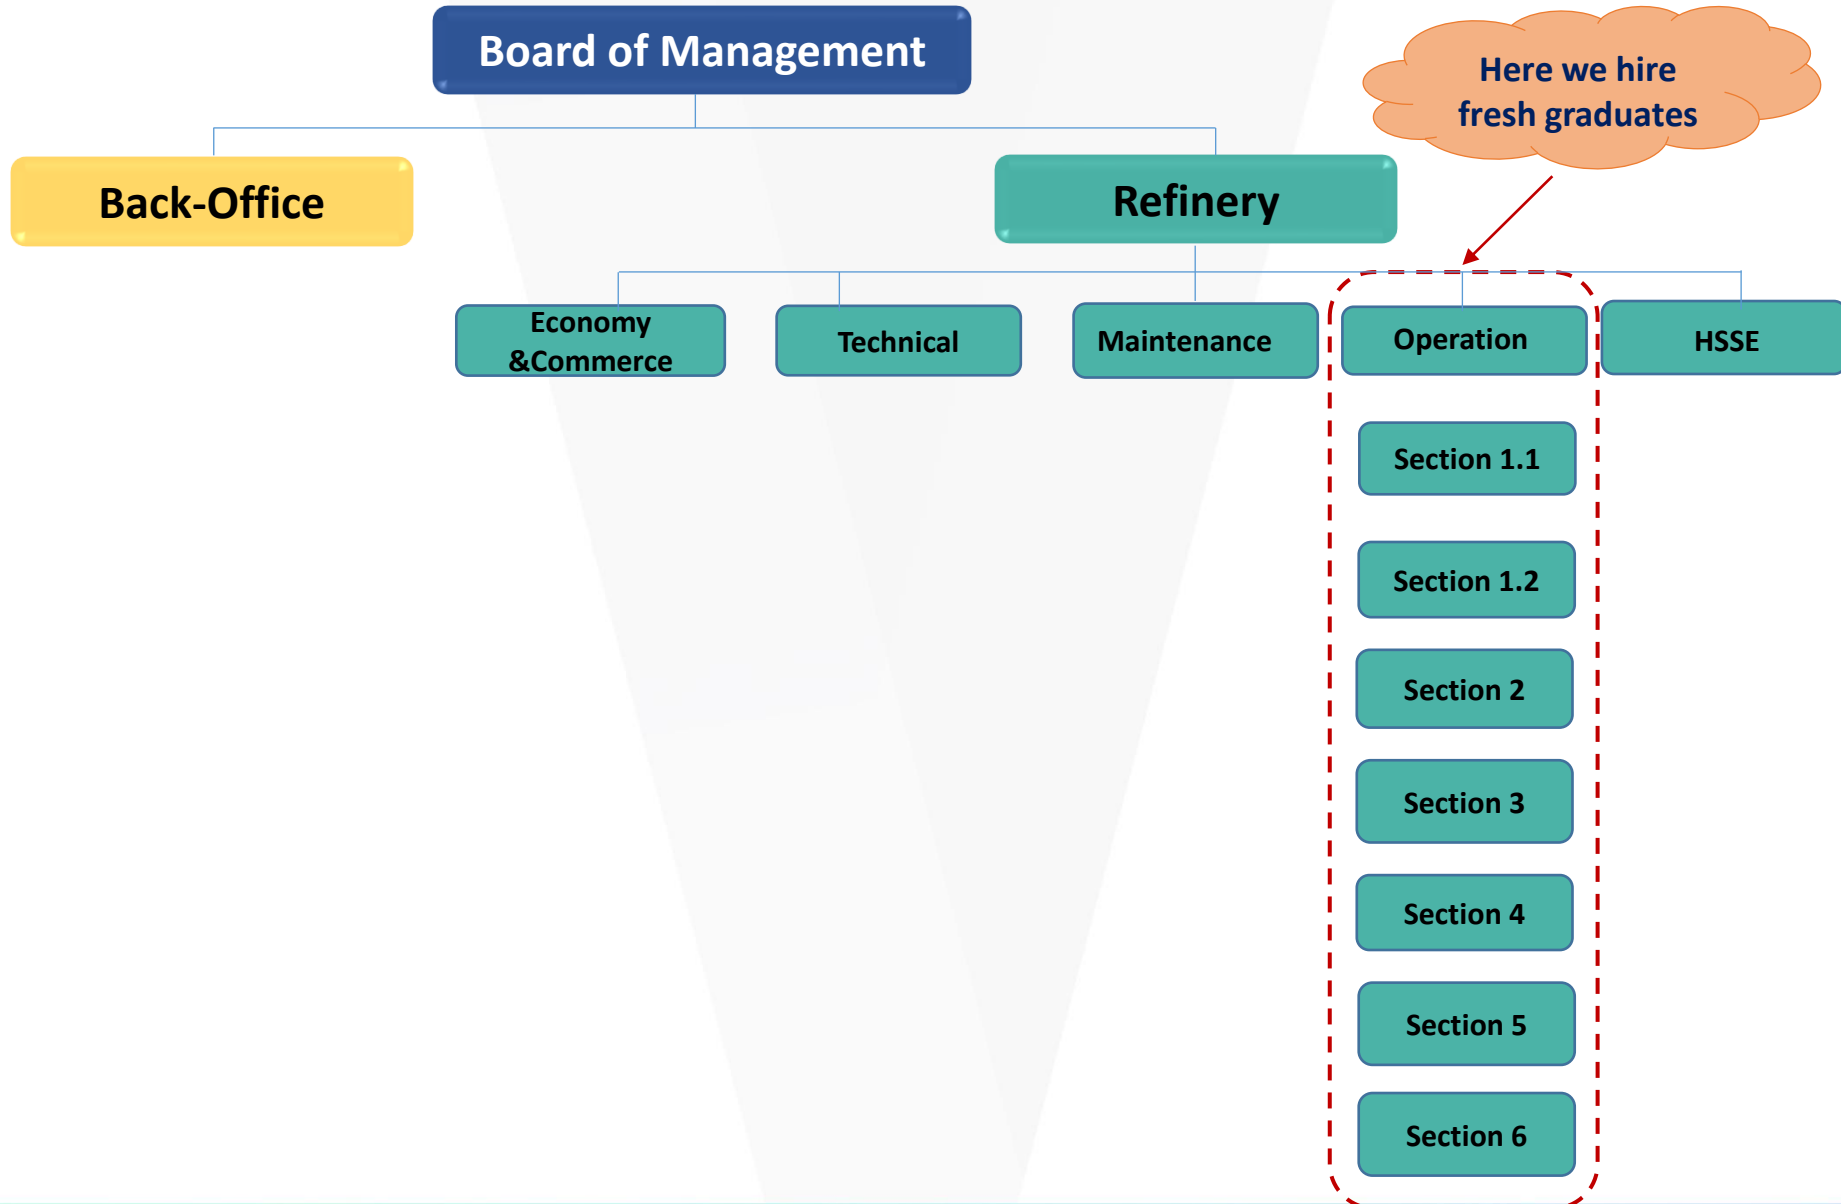 Board of Management
Here we hire
fresh graduates
Back-Office
Refinery
Economy
&Commerce
Technical
Maintenance
Operation
HSSE
Section 1.1
Section 1.2
Section 2
Section 3
Section 4
Section 5
Section 6